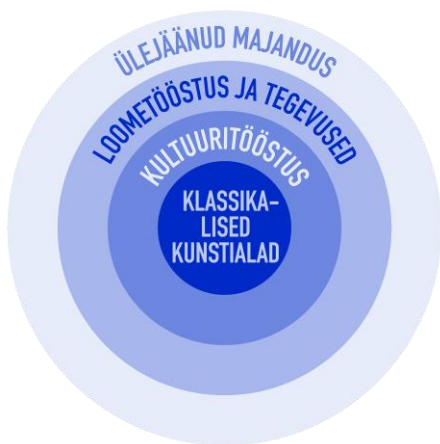 ÜLEJÄÄNUD MAJANDUS
LOOMETÖÖSTUS JA TEGEVUSED
KULTUURITÖÖSTUS
KLASSIKA-
LISED
KUNSTIALAD